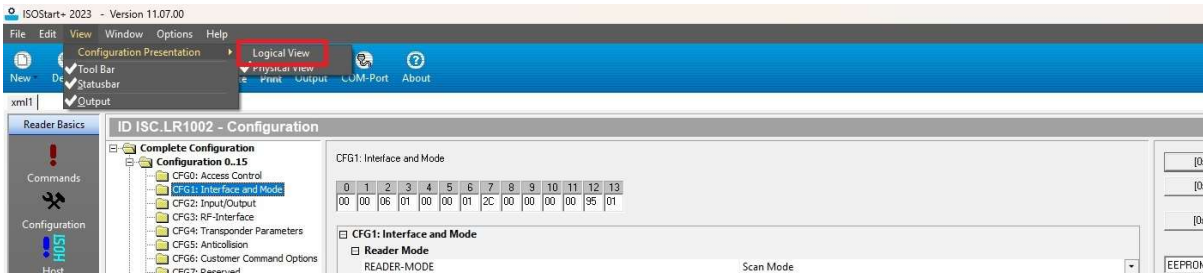 ISOStart+ 2023 - Version 11.07.00
File Edit View Window Options Help
Configuration Presentation Logical View
New Tool Bar Physical View
Print Output COM-Port About
Statusbar
xml1 Output
Reader Basics ID ISC.LR1002 - Configuration
Complete Configuration
Configuration 0..15 CFG1: Interface and Mode
CFG0: Access Control
Commands CFG1: Interface and Mode 0 1 2 3 4 5 6 7 8 9 10 11 12 13
CFG2: Input/Output 00 00 06 01 00 00 01 2C 00 00 00 00 95 01
CFG3: RF-Interface
Configuration CFG4: Transponder Parameters CFG1: Interface and Mode
CFG5: Anticollision Reader Mode
HOST CFG6: Customer Command Options READER-MODE Scan Mode
Host CFG7: Reserved EEPROM